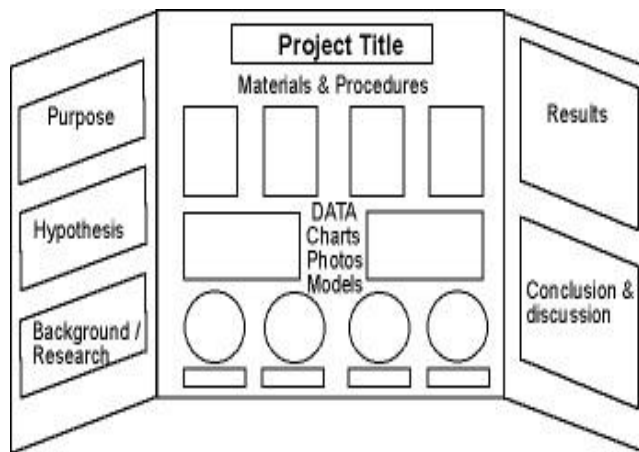 Project Title
Materials & Procedures
Purpose
Hypothesis
Background /
Research
DATA
Charts
Photos
Models
Results
Conclusion &
discussion